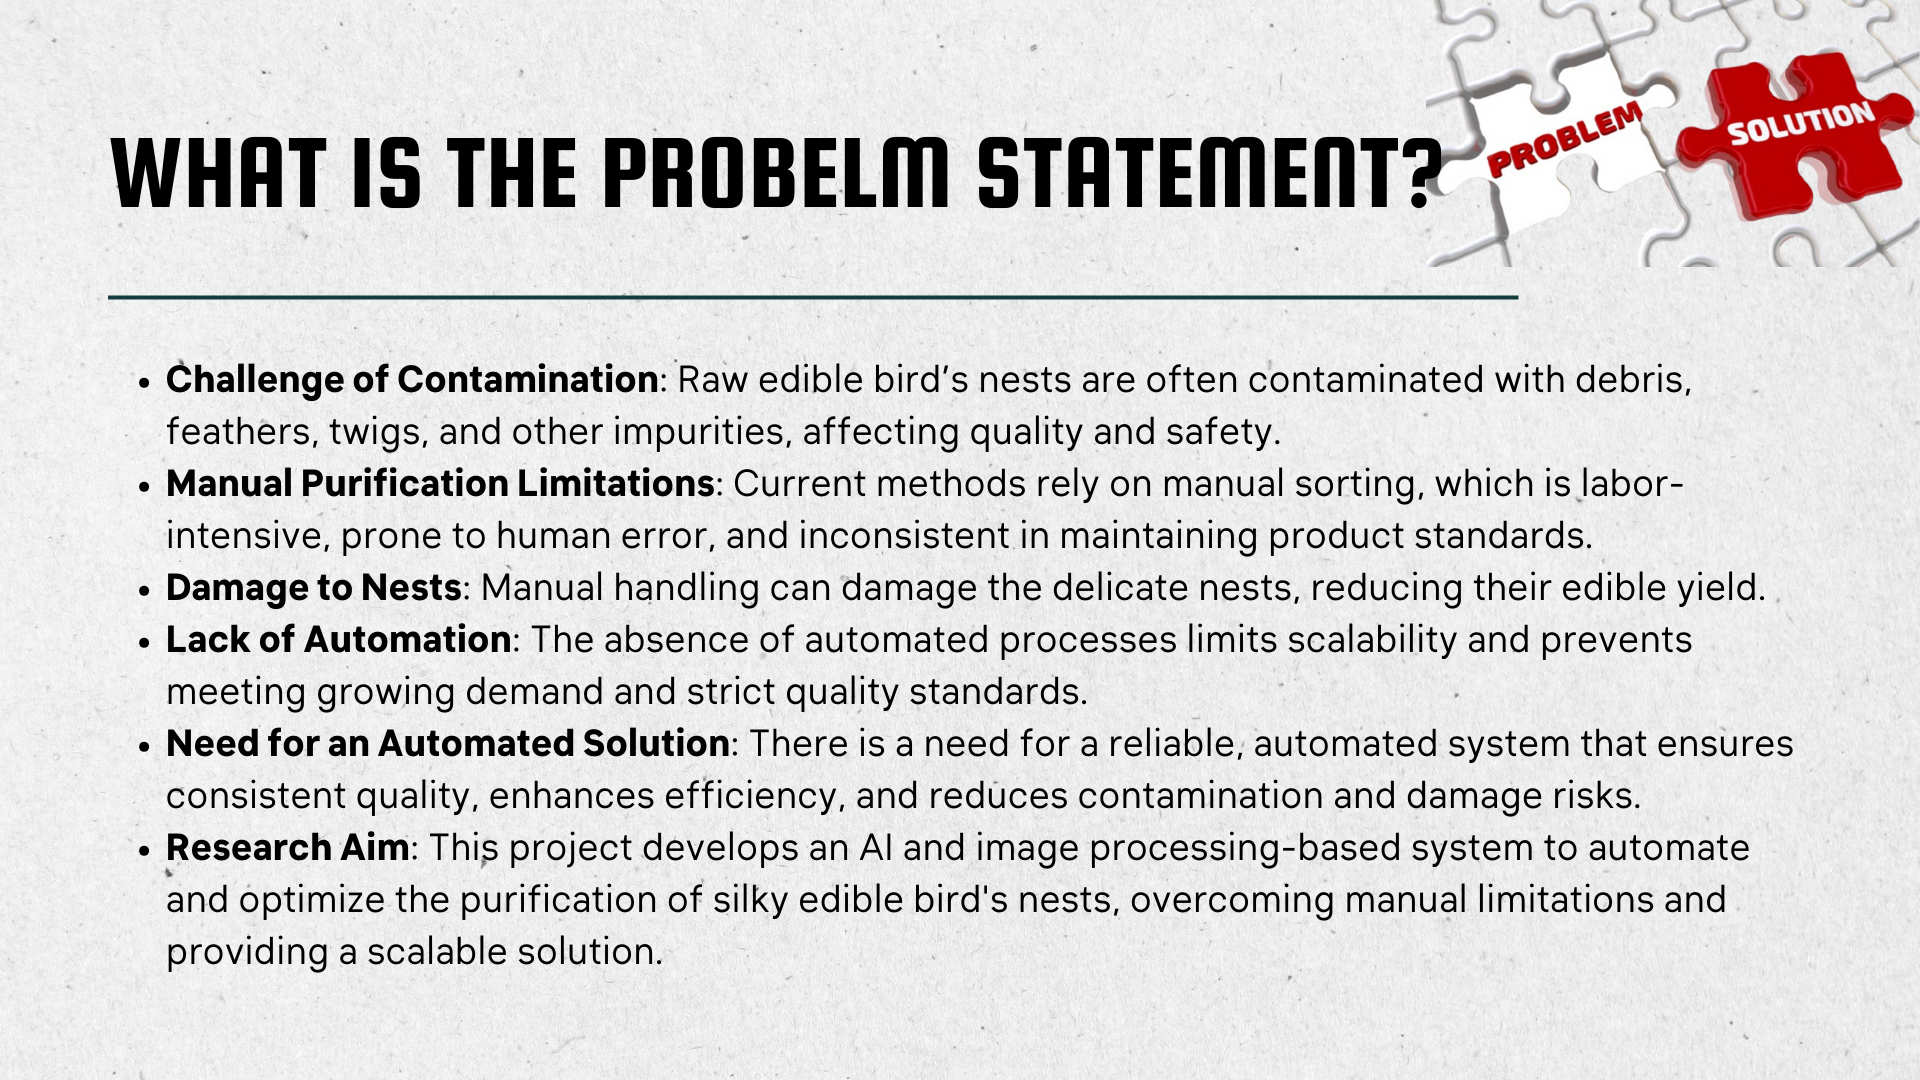 WHAT IS THE PROBELM STATEMENT?
PROBLEM
SOLUTION
• Challenge of Contamination: Raw edible bird’s nests are often contaminated with debris,
feathers, twigs, and other impurities, affecting quality and safety.
• Manual Purification Limitations: Current methods rely on manual sorting, which is labor-
intensive, prone to human error, and inconsistent in maintaining product standards.
• Damage to Nests: Manual handling can damage the delicate nests, reducing their edible yield.
• Lack of Automation: The absence of automated processes limits scalability and prevents
meeting growing demand and strict quality standards.
• Need for an Automated Solution: There is a need for a reliable, automated system that ensures
consistent quality, enhances efficiency, and reduces contamination and damage risks.
• Research Aim: This project develops an AI and image processing-based system to automate
and optimize the purification of silky edible bird's nests, overcoming manual limitations and
providing a scalable solution.